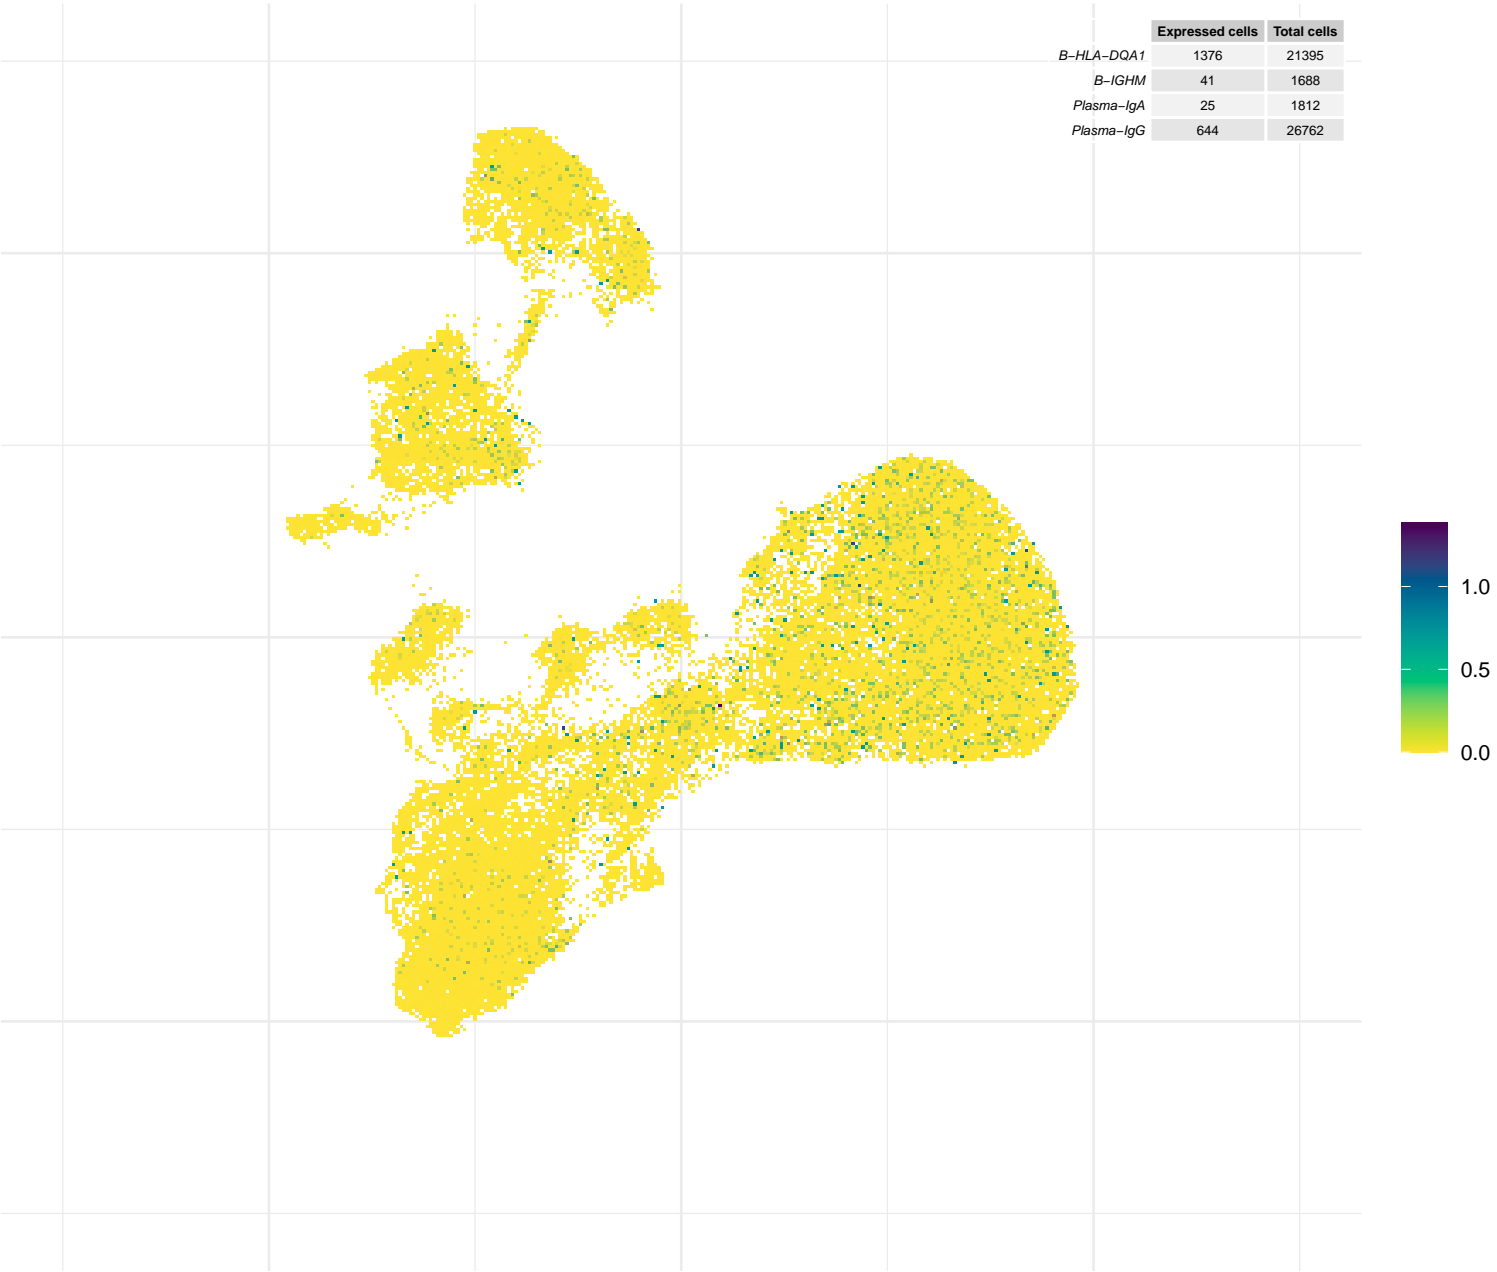 Expressed cells Total cells
B−HLA−DQA1 1376 21395
B−IGHM 41 1688
Plasma−IgA 25 1812
Plasma−IgG 644 26762
1.0
0.5
0.0